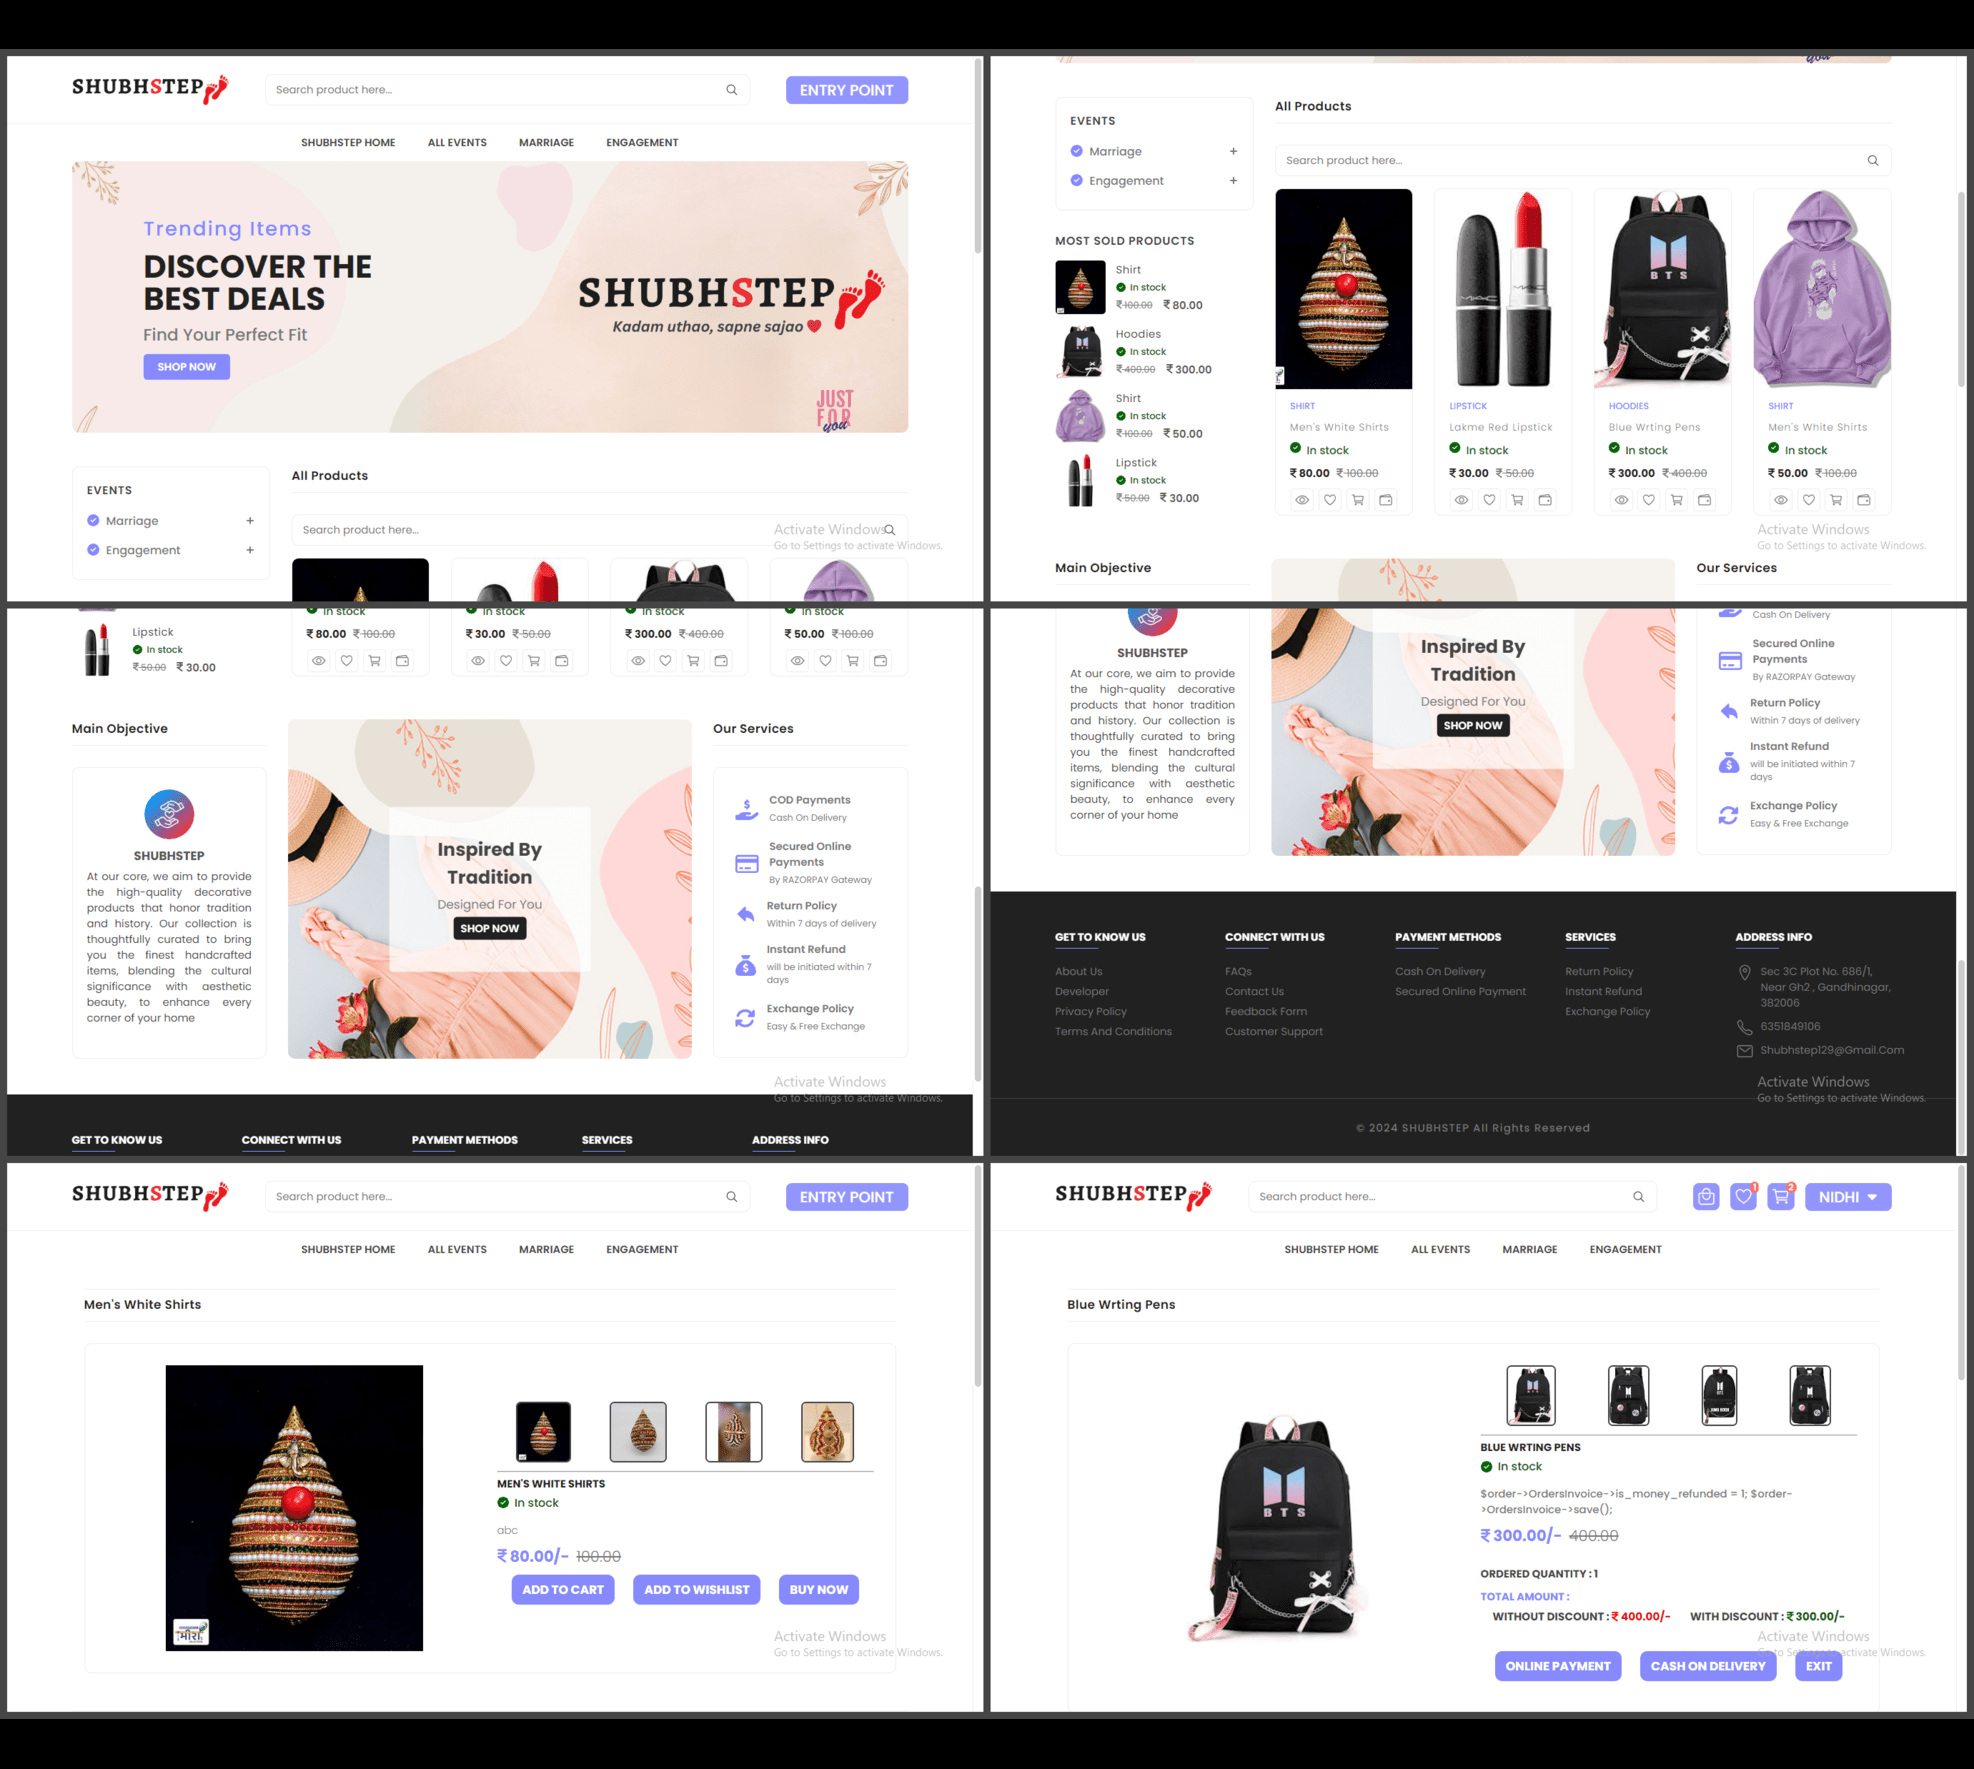 SHUBHSTEP
Search product here...
ENTRY POINT
SHUBHSTEP HOME ALL EVENTS MARRIAGE ENGAGEMENT
Trending Items
DISCOVER THE
BEST DEALS
Find Your Perfect Fit
SHOP NOW
SHUBHSTEP
Kadam uthao, sapne sajao
JUST
FOR
you
EVENTS
Marriage +
Engagement +
All Products
Search product here...
Activate Windows
Go to Settings to activate Windows.
you
EVENTS
Marriage +
Engagement +
MOST SOLD PRODUCTS
Shirt
In stock
₹ 100.00 ₹ 80.00
Hoodies
In stock
₹ 400.00 ₹ 300.00
Shirt
In stock
₹ 100.00 ₹ 50.00
Lipstick
In stock
₹ 50.00 ₹ 30.00
All Products
Search product here...
BTS
SHIRT
Men's White Shirts
In stock
₹ 80.00 ₹ 100.00
LIPSTICK
Lakme Red Lipstick
In stock
₹ 30.00 ₹ 50.00
HOODIES
Blue Wrting Pens
In stock
₹ 300.00 ₹ 400.00
SHIRT
Men's White Shirts
In stock
₹ 50.00 ₹ 100.00
Activate Windows
Go to Settings to activate Windows.
Main Objective
Our Services
Lipstick
In stock
₹ 50.00 ₹ 30.00
In stock In stock In stock In stock
₹ 80.00 ₹ 100.00 ₹ 30.00 ₹ 50.00 ₹ 300.00 ₹ 400.00 ₹ 50.00 ₹ 100.00
Main Objective
SHUBHSTEP
At our core, we aim to provide
the high-quality decorative
products that honor tradition
and history. Our collection is
thoughtfully curated to bring
you the finest handcrafted
items, blending the cultural
significance with aesthetic
beauty, to enhance every
corner of your home
Inspired By
Tradition
Designed For You
SHOP NOW
Our Services
COD Payments
Cash On Delivery
Secured Online
Payments
By RAZORPAY Gateway
Return Policy
Within 7 days of delivery
Instant Refund
will be initiated within 7
days
Exchange Policy
Easy & Free Exchange
Activate Windows
Go to Settings to activate Windows.
GET TO KNOW US CONNECT WITH US PAYMENT METHODS SERVICES ADDRESS INFO
SHUBHSTEP
At our core, we aim to provide
the high-quality decorative
products that honor tradition
and history. Our collection is
thoughtfully curated to bring
you the finest handcrafted
items, blending the cultural
significance with aesthetic
beauty, to enhance every
corner of your home
Inspired By
Tradition
Designed For You
SHOP NOW
Cash On Delivery
Secured Online
Payments
By RAZORPAY Gateway
Return Policy
Within 7 days of delivery
Instant Refund
will be initiated within 7
days
Exchange Policy
Easy & Free Exchange
GET TO KNOW US
About Us
Developer
Privacy Policy
Terms And Conditions
CONNECT WITH US
FAQs
Contact Us
Feedback Form
Customer Support
PAYMENT METHODS
Cash On Delivery
Secured Online Payment
SERVICES
Return Policy
Instant Refund
Exchange Policy
ADDRESS INFO
Sec 3C Plot No. 686/1,
Near Gh2 , Gandhinagar,
382006
6351849106
Shubhstep129@Gmail.Com
Activate Windows
Go to Settings to activate Windows.
© 2024 SHUBHSTEP All Rights Reserved
SHUBHSTEP
Search product here...
ENTRY POINT
SHUBHSTEP HOME ALL EVENTS MARRIAGE ENGAGEMENT
Men's White Shirts
मीरा
MEN'S WHITE SHIRTS
In stock
abc
₹ 80.00/- 100.00
ADD TO CART ADD TO WISHLIST BUY NOW
Activate Windows
Go to Settings to activate Windows.
SHUBHSTEP
Search product here...
1
2
NIDHI
SHUBHSTEP HOME ALL EVENTS MARRIAGE ENGAGEMENT
Blue Wrting Pens
BTS
BLUE WRTING PENS
In stock
$order->OrdersInvoice->is_money_refunded = 1; $order-
>OrdersInvoice->save();
₹ 300.00/- 400.00
ORDERED QUANTITY : 1
TOTAL AMOUNT :
WITHOUT DISCOUNT : ₹ 400.00/- WITH DISCOUNT : ₹ 300.00/-
Activate Windows
Go to Settings to activate Windows.
ONLINE PAYMENT CASH ON DELIVERY EXIT